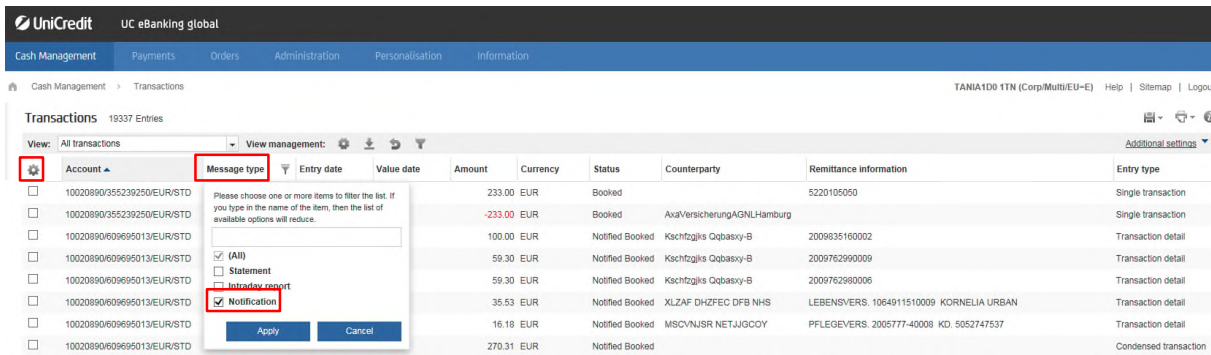 UniCredit UC eBanking global
Cash Management Payments Orders Administration Personalisation Information
Cash Management > Transactions TANIA1D0 1TN (Corp/Multi/EU=E) Help | Sitemap | Logou
Transactions 19337 Entries
View: All transactions View management: Additional settings
Account Message type Entry date Value date Amount Currency Status Counterparty Remittance information Entry type
10020890/355239250/EUR/STD 233.00 EUR Booked 5220105050 Single transaction
10020890/355239250/EUR/STD -233.00 EUR Booked AxaVersicherungAGNLHamburg Single transaction
10020890/609695013/EUR/STD 100.00 EUR Notified Booked Kschfzgjks Qqbasxy-B 2009835160002 Transaction detail
10020890/609695013/EUR/STD 59.30 EUR Notified Booked Kschfzgjks Qqbasxy-B 2009762990009 Transaction detail
10020890/609695013/EUR/STD 59.30 EUR Notified Booked Kschfzgjks Qqbasxy-B 2009762980006 Transaction detail
10020890/609695013/EUR/STD 35.53 EUR Notified Booked XLZAF DHZFEC DFB NHS LEBENSVERS. 1064911510009 KORNELIA URBAN Transaction detail
10020890/609695013/EUR/STD 16.18 EUR Notified Booked MSCVNJSR NETJJGCOY PFLEGEVERS. 2005777-40008 KD. 5052747537 Transaction detail
10020890/609695013/EUR/STD 270.31 EUR Notified Booked Condensed transaction
Please choose one or more items to filter the list. If
you type in the name of the item, then the list of
available options will reduce.
(All)
Statement
Intraday report
Notification
Apply Cancel